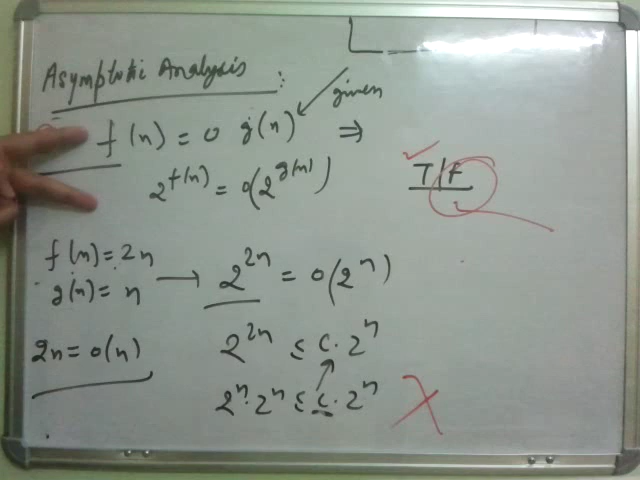 Asymptotic Analysis :
given
f(n) = O g(n) ⇒
2^f(n) = O(2^g(n))
T/F
f(n) = 2n
g(n) = n → 2^2n = O(2^n)
2n = O(n)
2^2n ≤ C. 2^n
2^n. 2^n ≤ C. 2^n
X